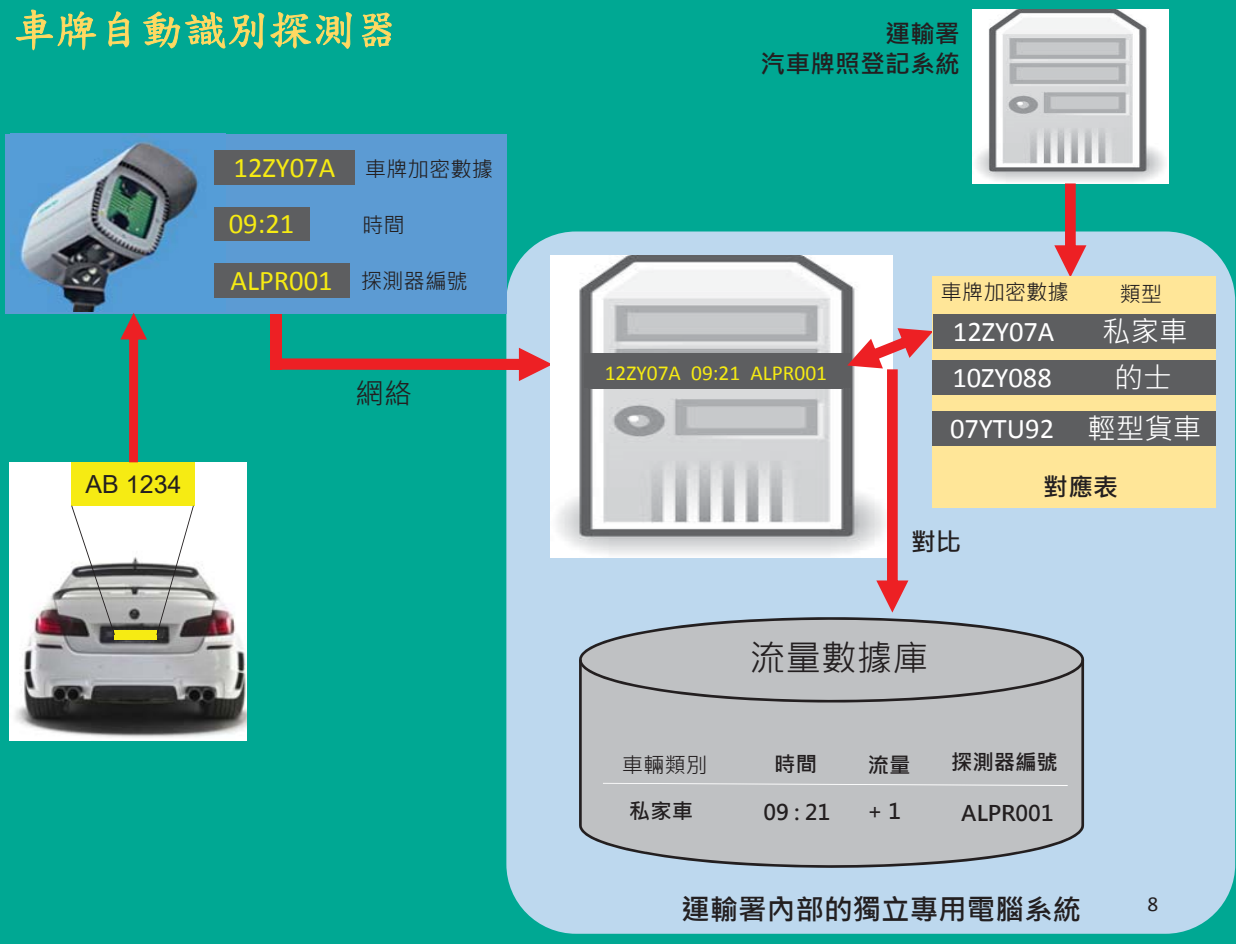 車牌自動識別探測器
運輸署
汽車牌照登記系統
12ZY07A 車牌加密數據
09:21 時間
ALPR001 探測器編號
網絡
AB 1234
12ZY07A 09:21 ALPR001
車牌加密數據 類型
12ZY07A 私家車
10ZY088 的士
07YTU92 輕型貨車
對應表
對比
流量數據庫
車輛類別 時間 流量 探測器編號
私家車 09 : 21 + 1 ALPR001
運輸署內部的獨立專用電腦系統
8